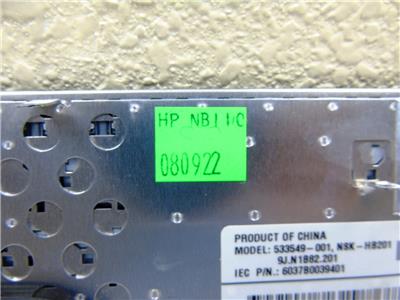 HP NB1 I/C
080922
PRODUCT OF CHINA
MODEL: 533549-001, NSK-HB201
9J.N1B82.201
IEC P/N.: 6037B0039401